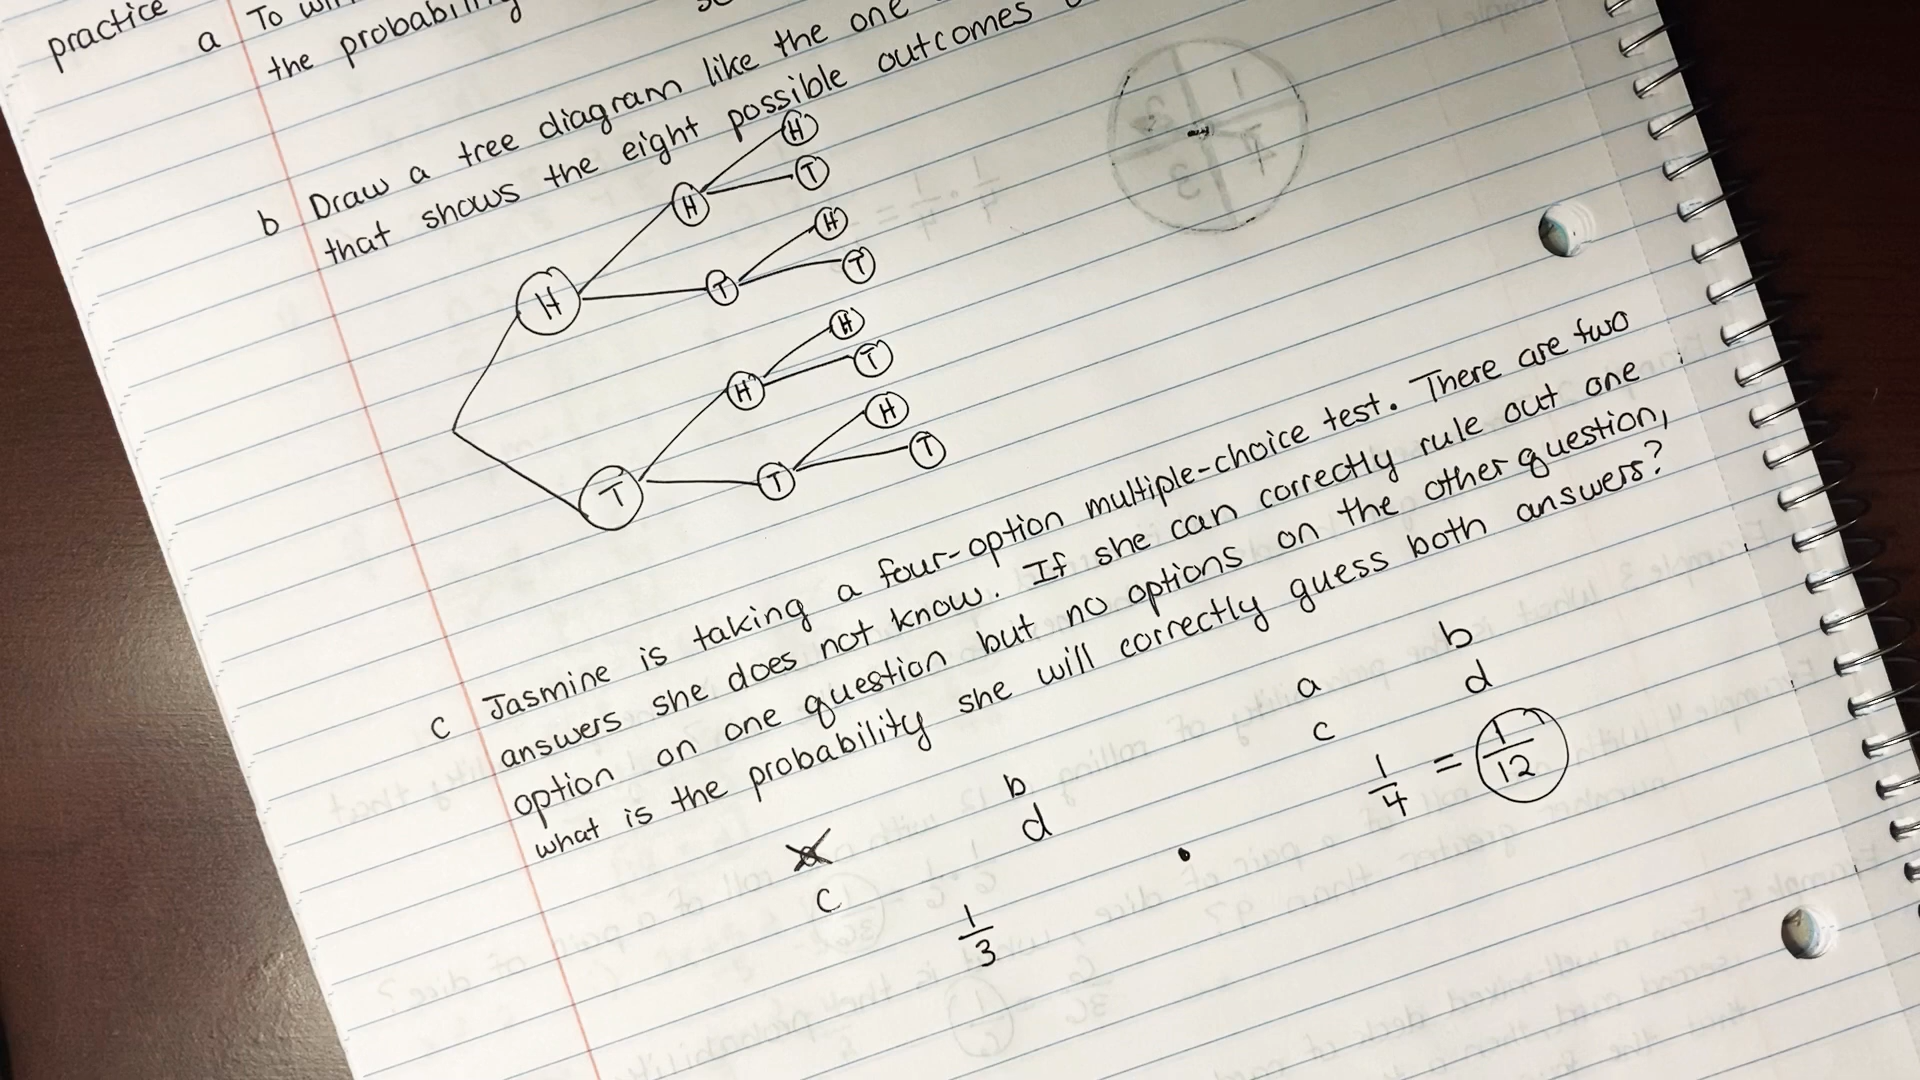 practice
a To
the
Draw a tree diagram like the one
b that shows the eight possible outcomes
H
T
H
H
T
H
T
H
T
H
T
T
H
T
c Jasmine is taking a four-option multiple-choice test. There are two
answers she does not know. If she can correctly rule out one
option on one question but no options on the other question,
what is the probability she will correctly guess both answers?
a b
c d
a b
c d
1/3 • 1/4 = 1/12